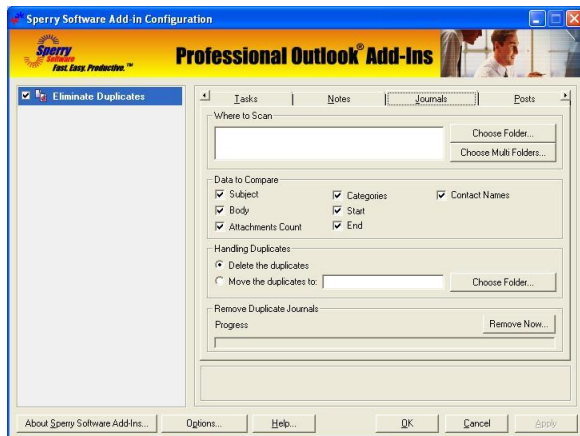 Sperry Software Add-in Configuration
Sperry
Software
Fast. Easy. Productive. ™
Professional Outlook® Add-Ins
Eliminate Duplicates
Tasks
Notes
Journals
Posts
Where to Scan
Choose Folder...
Choose Multi Folders...
Data to Compare
Subject
Categories
Contact Names
Body
Start
Attachments Count
End
Handling Duplicates
Delete the duplicates
Move the duplicates to:
Choose Folder...
Remove Duplicate Journals
Progress
Remove Now...
About Sperry Software Add-Ins...
Options...
Help...
OK
Cancel
Apply